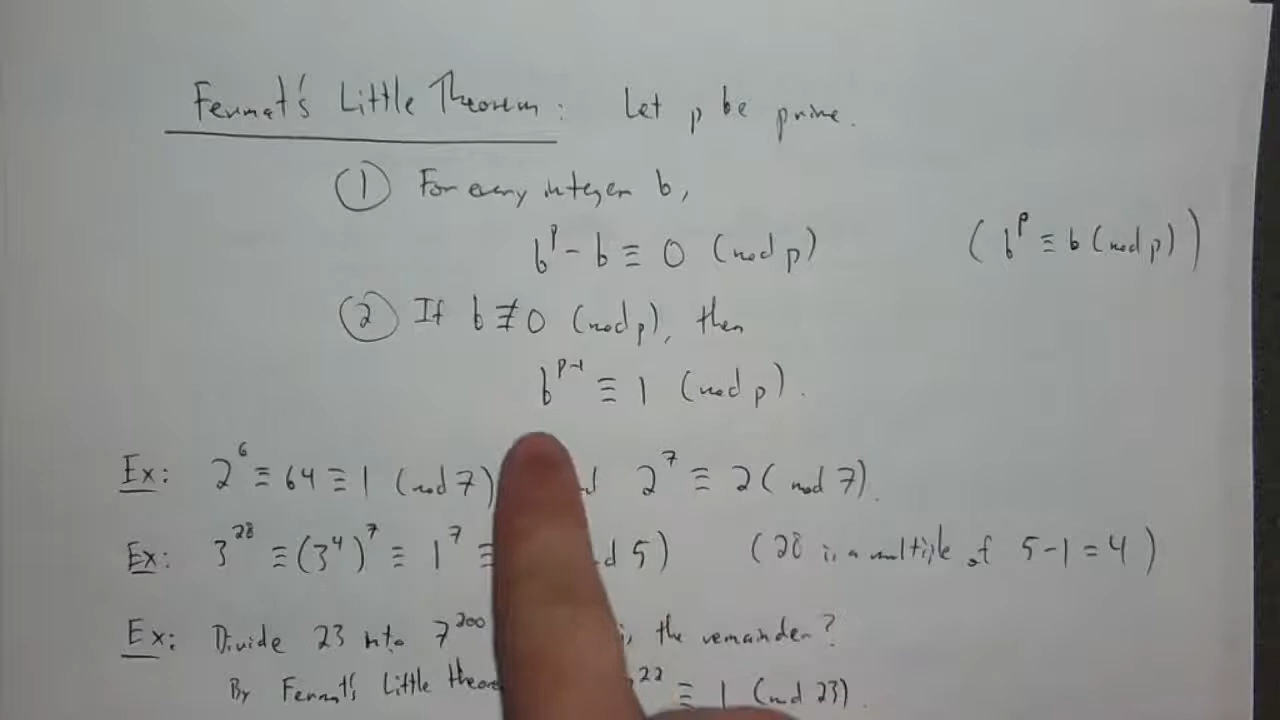 Fermat's Little Theorem: Let p be prime.
① For every integer b,
b^p - b ≡ 0 (mod p) (b^p ≡ b (mod p))
② If b ≢ 0 (mod p), then
b^{p-1} ≡ 1 (mod p).
Ex: 2^6 ≡ 64 ≡ 1 (mod 7) 2^7 ≡ 2 (mod 7).
Ex: 3^{28} ≡ (3^4)^7 ≡ 1^7 ≡ 5) (28 is a multiple of 5-1=4)
Ex: Divide 23 into 7^{200} the remainder?
By Fermat's Little ^{22} ≡ 1 (mod 23).